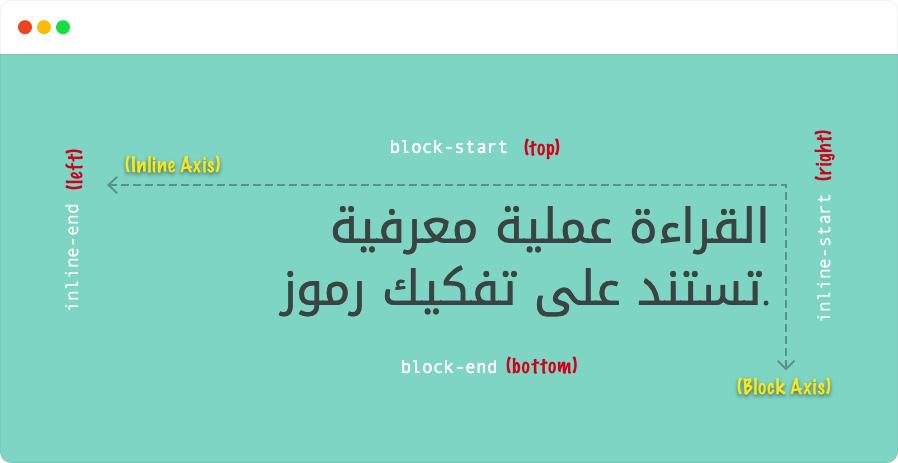 block-start (top)
(Inline Axis)
inline-end (left)
inline-start (right)
القراءة عملية معرفية
.تستند على تفكيك رموز
block-end (bottom)
(Block Axis)